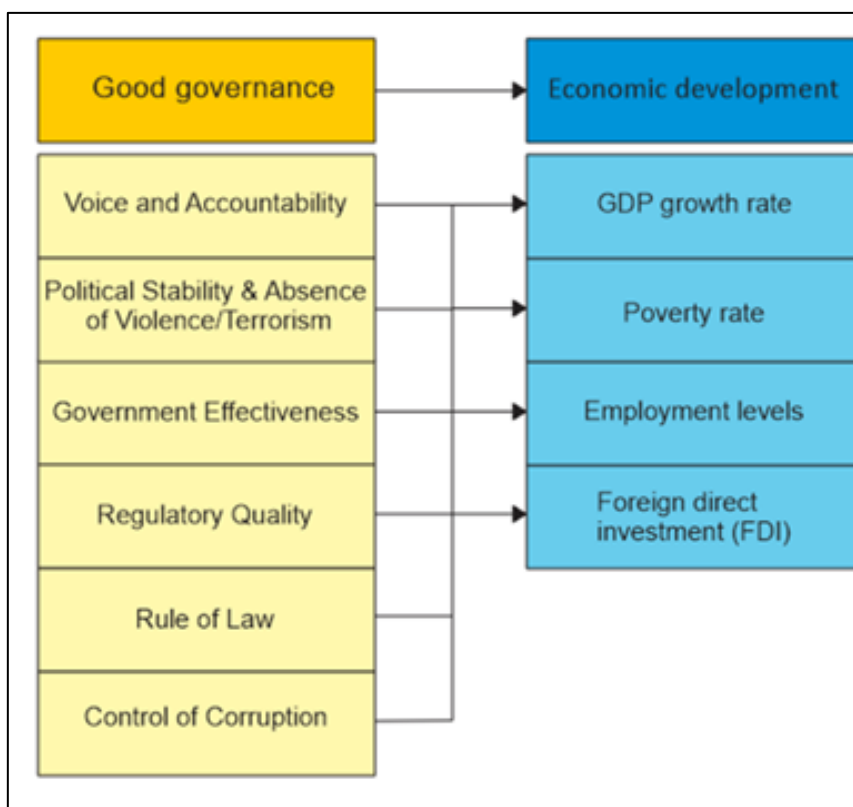 Good governance
Economic development
Voice and Accountability
GDP growth rate
Political Stability & Absence
of Violence/Terrorism
Poverty rate
Government Effectiveness
Employment levels
Regulatory Quality
Foreign direct
investment (FDI)
Rule of Law
Control of Corruption